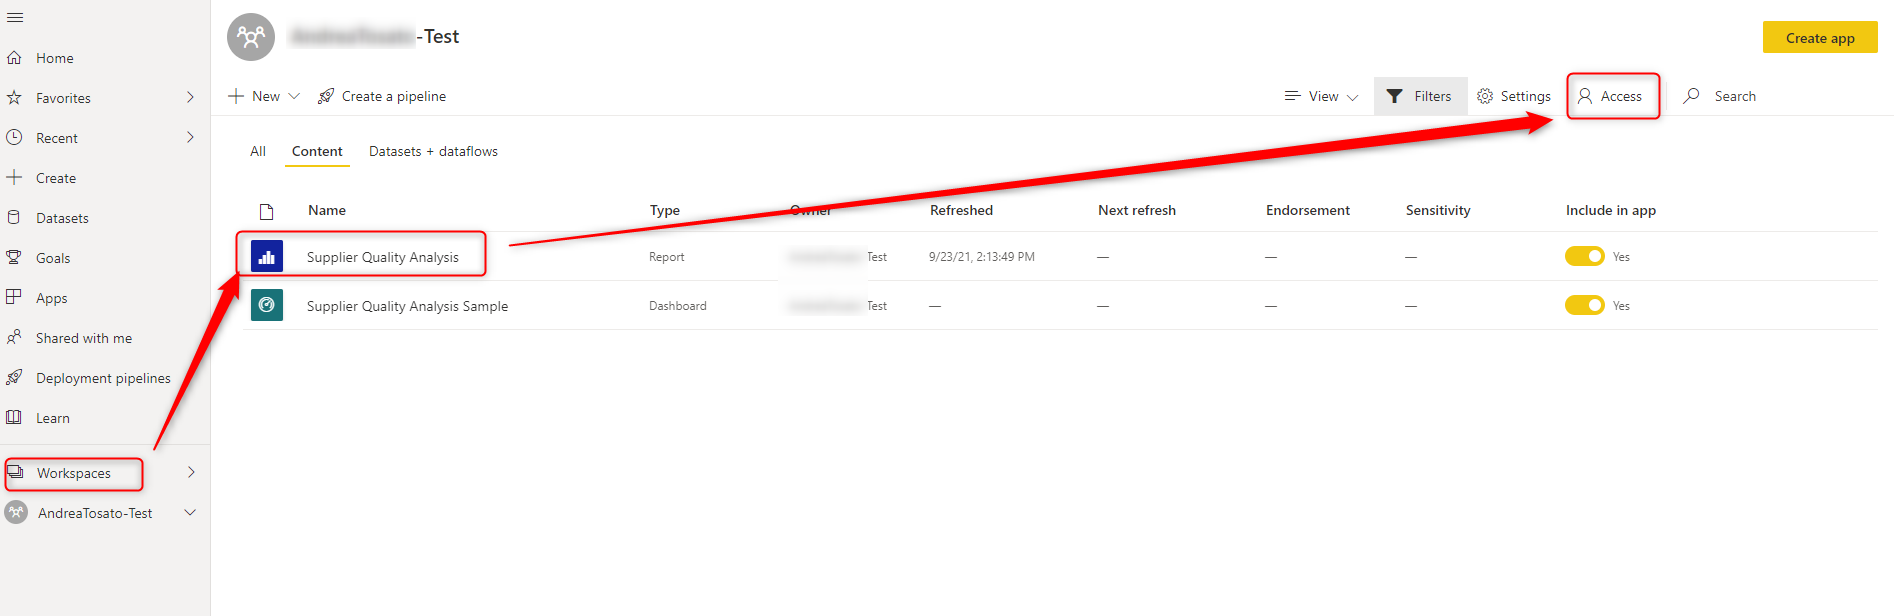 -Test
Create app
Home
Favorites
Recent
Create
Datasets
Goals
Apps
Shared with me
Deployment pipelines
Learn
Workspaces
AndreaTosato-Test
New
Create a pipeline
View
Filters
Settings
Access
Search
All
Content
Datasets + dataflows
Name Type Owner Refreshed Next refresh Endorsement Sensitivity Include in app
Supplier Quality Analysis Report Test 9/23/21, 2:13:49 PM — — — Yes
Supplier Quality Analysis Sample Dashboard Test — — — — Yes